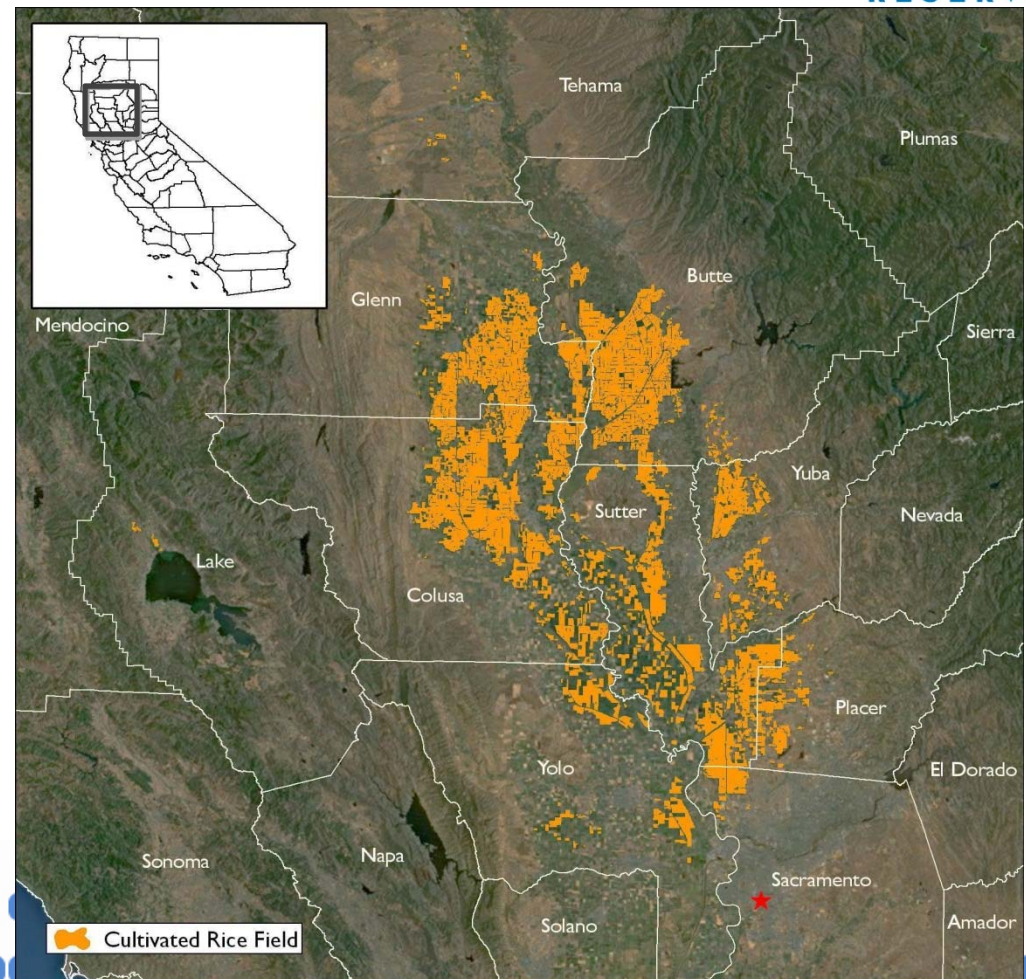 Tehama
Plumas
Butte
Glenn
Mendocino
Sierra
Yuba
Sutter
Nevada
Lake
Colusa
Placer
Yolo
El Dorado
Sonoma
Napa
Sacramento
Solano
Amador
Cultivated Rice Field